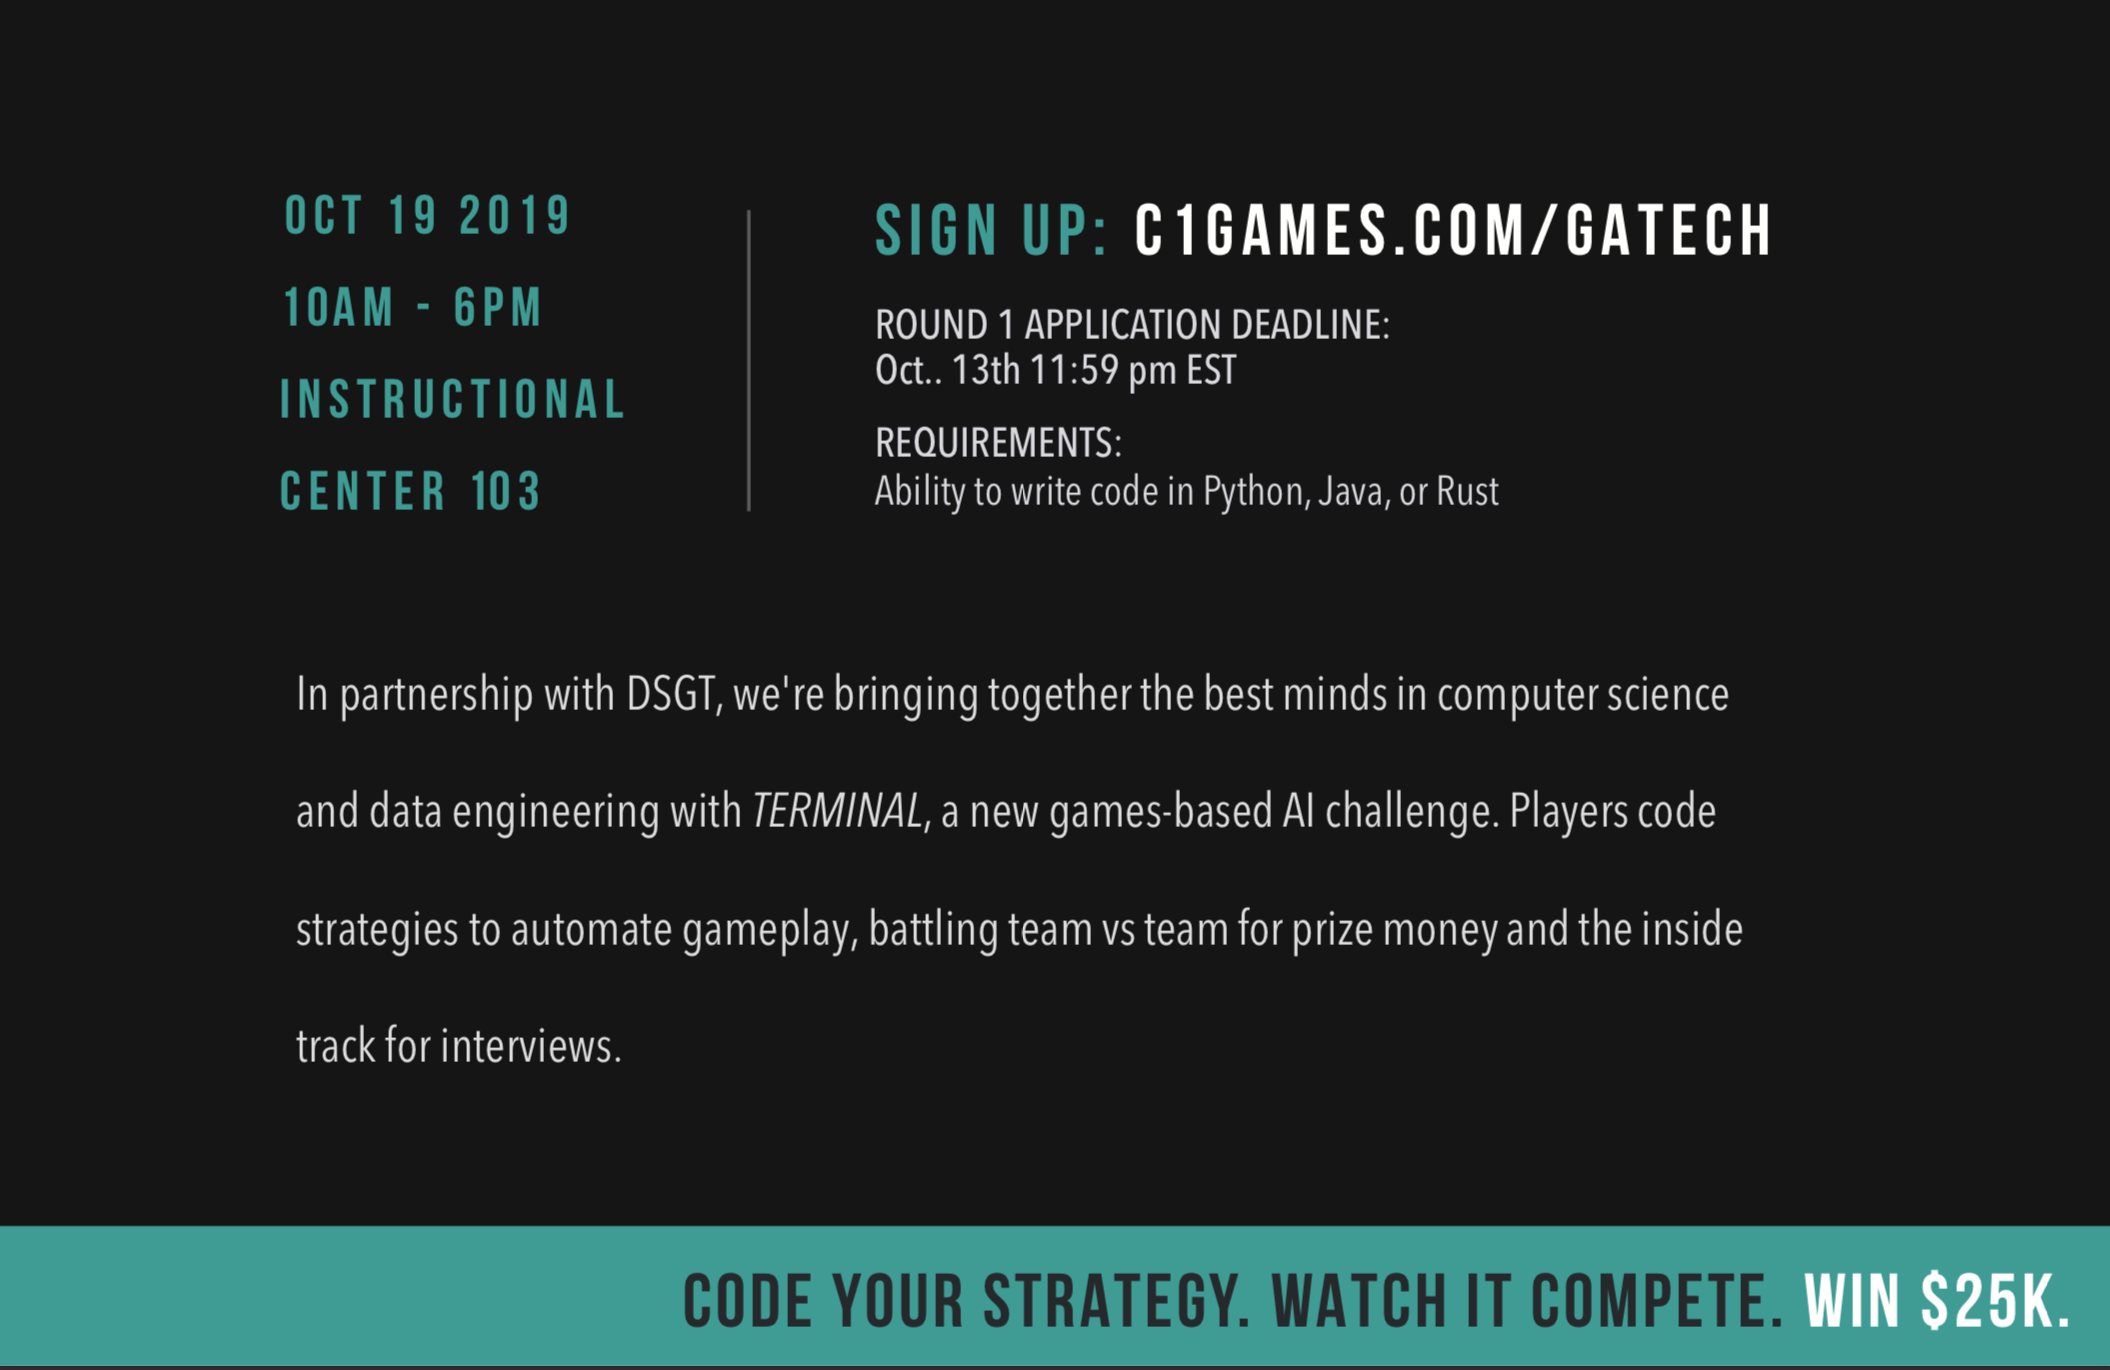 OCT 19 2019
10AM - 6PM
INSTRUCTIONAL
CENTER 103
SIGN UP: C1GAMES.COM/GATECH
ROUND 1 APPLICATION DEADLINE:
Oct.. 13th 11:59 pm EST
REQUIREMENTS:
Ability to write code in Python, Java, or Rust
In partnership with DSGT, we're bringing together the best minds in computer science
and data engineering with TERMINAL, a new games-based AI challenge. Players code
strategies to automate gameplay, battling team vs team for prize money and the inside
track for interviews.
CODE YOUR STRATEGY. WATCH IT COMPETE. WIN $25K.